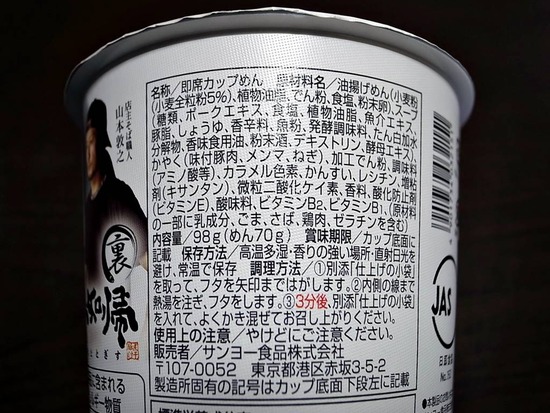 店主そば職人
山本敦之
裏
名称／即席カップめん 原材料名／油揚げめん(小麦粉
(小麦全粒粉5%)、植物油脂、でん粉、食塩、粉末卵)、スープ
(糖類、ポークエキス、食塩、植物油脂、魚介エキス、
豚脂、しょうゆ、香辛料、魚粉、発酵調味料、たん白加水
分解物、香味食用油、粉末酒、デキストリン、酵母エキス)、
かやく(味付豚肉、メンマ、ねぎ)、加工でん粉、調味料
(アミノ酸等)、カラメル色素、かんすい、レシチン、増粘
剤(キサンタン)、微粒二酸化ケイ素、香料、酸化防止剤
(ビタミンE)、酸味料、ビタミンB2、ビタミンB1、(原材料
の一部に乳成分、ごま、さば、鶏肉、ゼラチンを含む)
内容量／98g(めん70g) 賞味期限／カップ底面に
記載 保存方法／高温多湿・香りの強い場所・直射日光を
避け、常温で保存 調理方法／①別添「仕上げの小袋」
を取って、フタを矢印まではがします。②内側の線まで
熱湯を注ぎ、フタをします。③3分後、別添「仕上げの小袋」
を入れて、よくかき混ぜてお召し上がりください。
使用上の注意／やけどにご注意ください。
販売者／サンヨー食品株式会社
〒107-0052 東京都港区赤坂3-5-2
製造所固有の記号はカップ底面下段左に記載
JAS